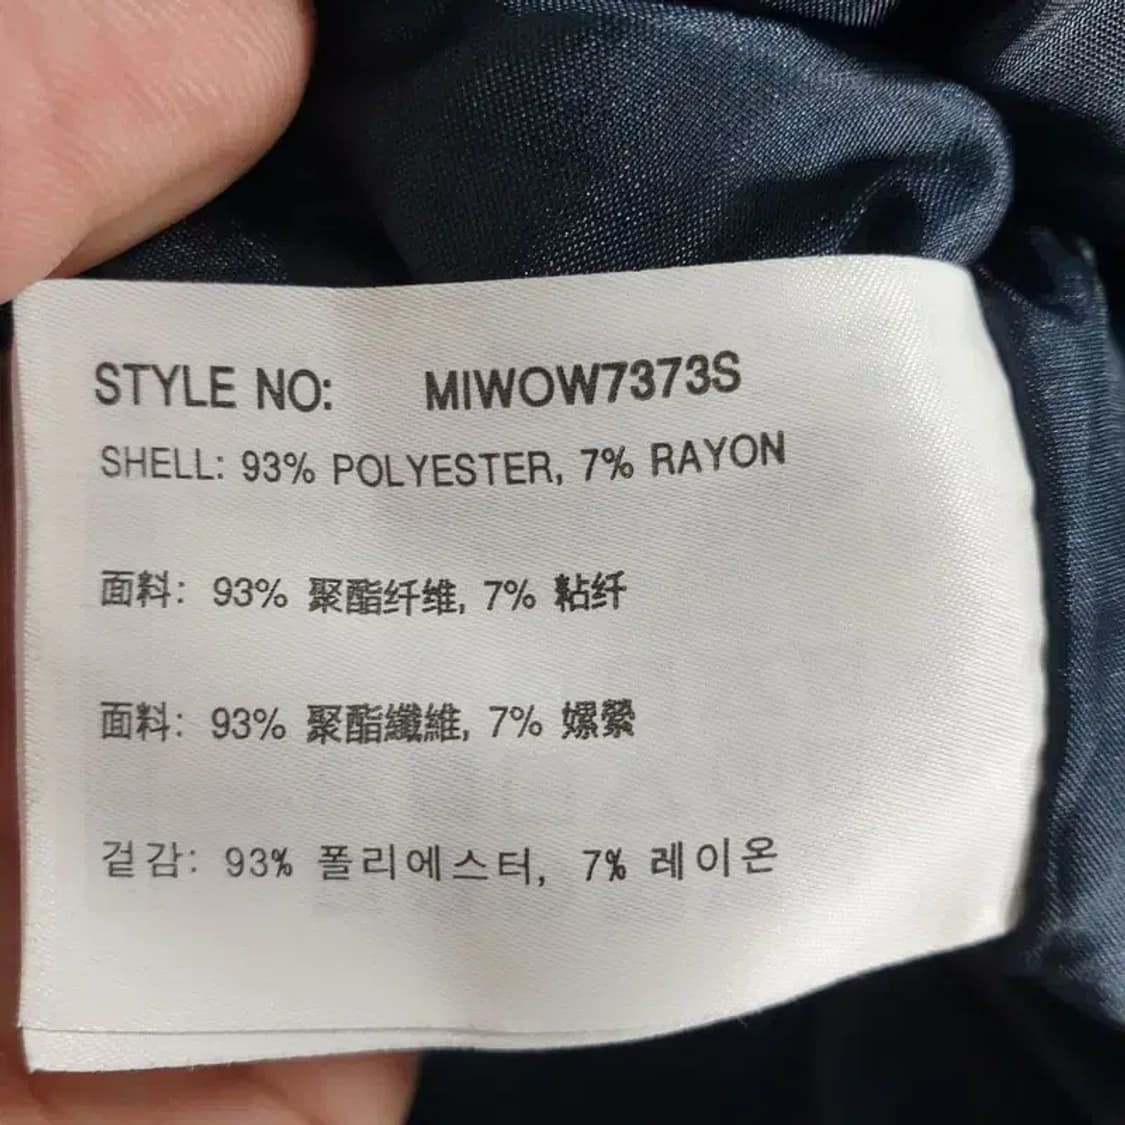 STYLE NO: MIWOW7373S
SHELL: 93% POLYESTER, 7% RAYON
面料: 93% 聚酯纤维, 7% 粘纤
面料: 93% 聚酯纖維, 7% 嫘縈
겉감: 93% 폴리에스터, 7% 레이온